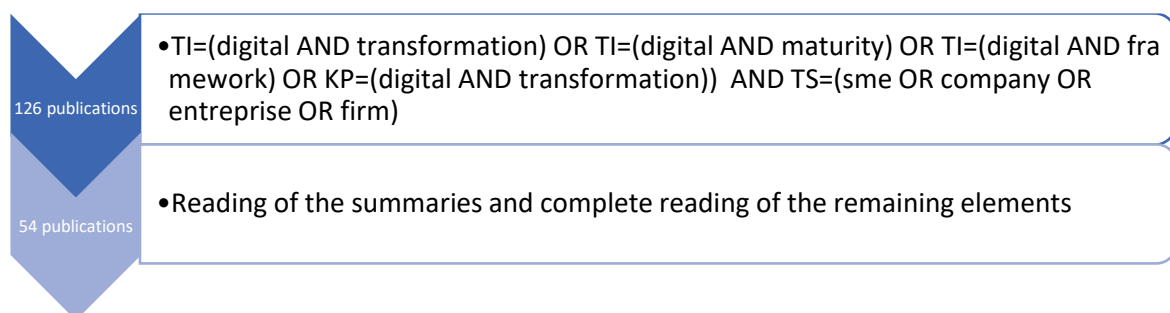 •TI=(digital AND transformation) OR TI=(digital AND maturity) OR TI=(digital AND fra
mework) OR KP=(digital AND transformation)) AND TS=(sme OR company OR
entreprise OR firm)
126 publications
•Reading of the summaries and complete reading of the remaining elements
54 publications